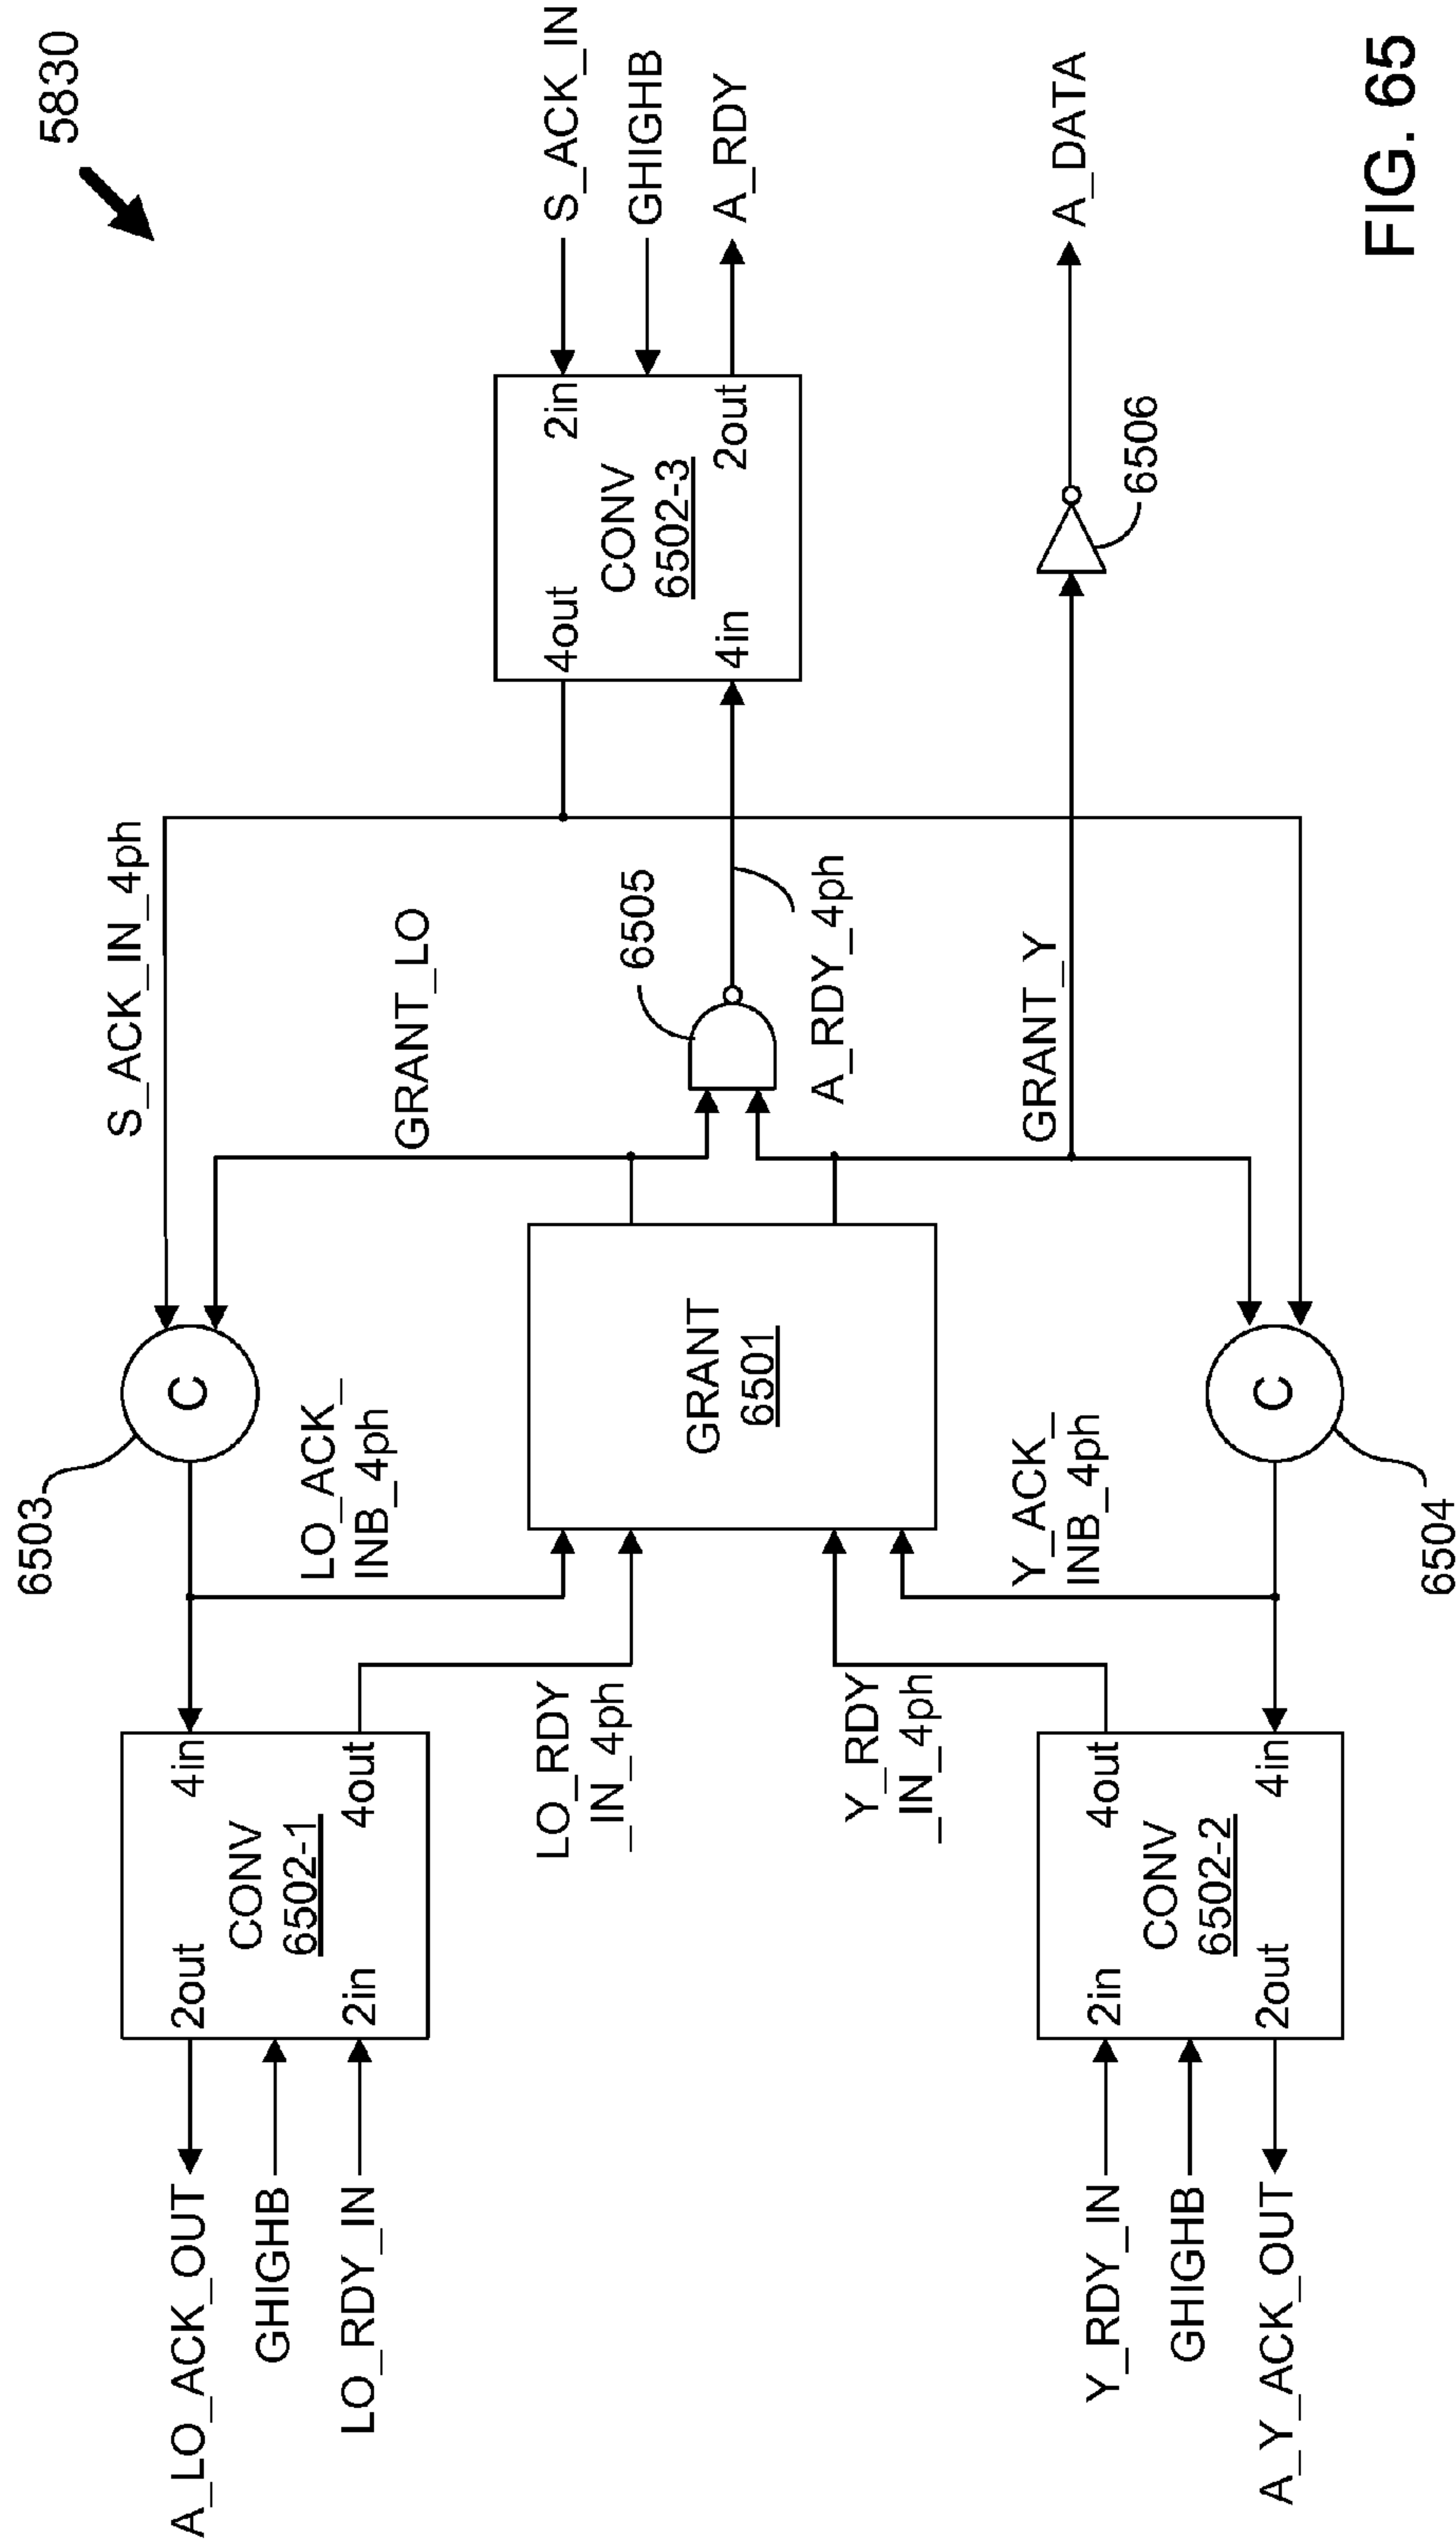 5830
6503
S_ACK_IN_4ph
A_LO_ACK_OUT
2out
4in
C
GHIGHB
CONV
6502-1
LO_ACK_
INB_4ph
LO_RDY_IN
2in
4out
GRANT_LO
S_ACK_IN
4out
2in
GHIGHB
CONV
6502-3
LO_RDY
_IN_4ph
6505
4in
2out
A_RDY
GRANT
6501
A_RDY_4ph
Y_RDY
_IN_4ph
Y_ACK_
INB_4ph
GRANT_Y
A_DATA
6506
Y_RDY_IN
2in
4out
GHIGHB
CONV
6502-2
A_Y_ACK_OUT
2out
4in
C
6504
FIG. 65